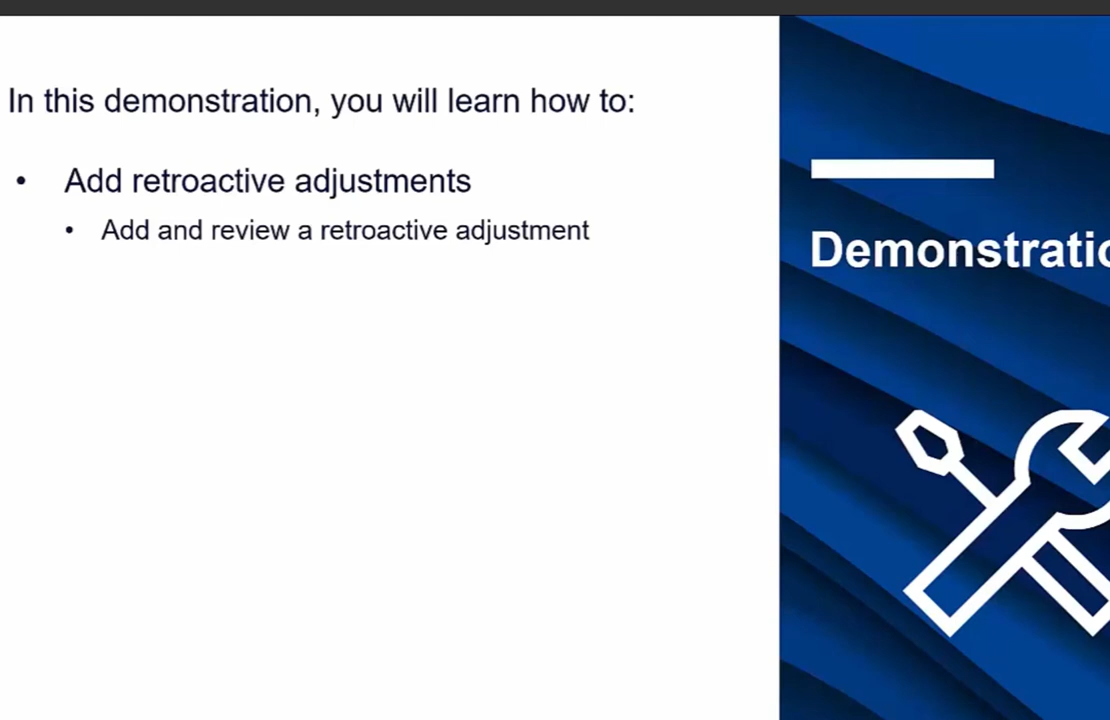 In this demonstration, you will learn how to:
• Add retroactive adjustments
• Add and review a retroactive adjustment
Demonstratio